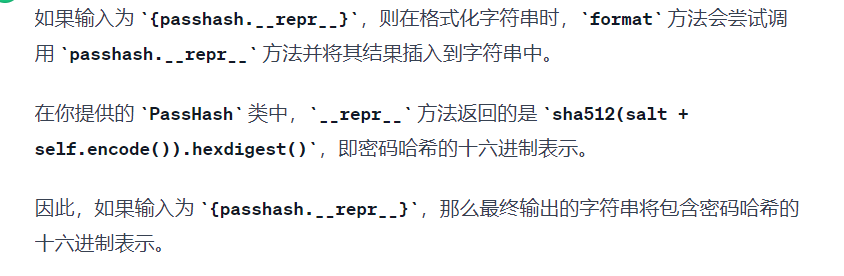 如果输入为 `{passhash.__repr__}`，则在格式化字符串时，`format` 方法会尝试调
用 `passhash.__repr__` 方法并将其结果插入到字符串中。
在你提供的 `PassHash` 类中，`__repr__` 方法返回的是 `sha512(salt +
self.encode()).hexdigest()`，即密码哈希的十六进制表示。
因此，如果输入为 `{passhash.__repr__}`，那么最终输出的字符串将包含密码哈希的
十六进制表示。